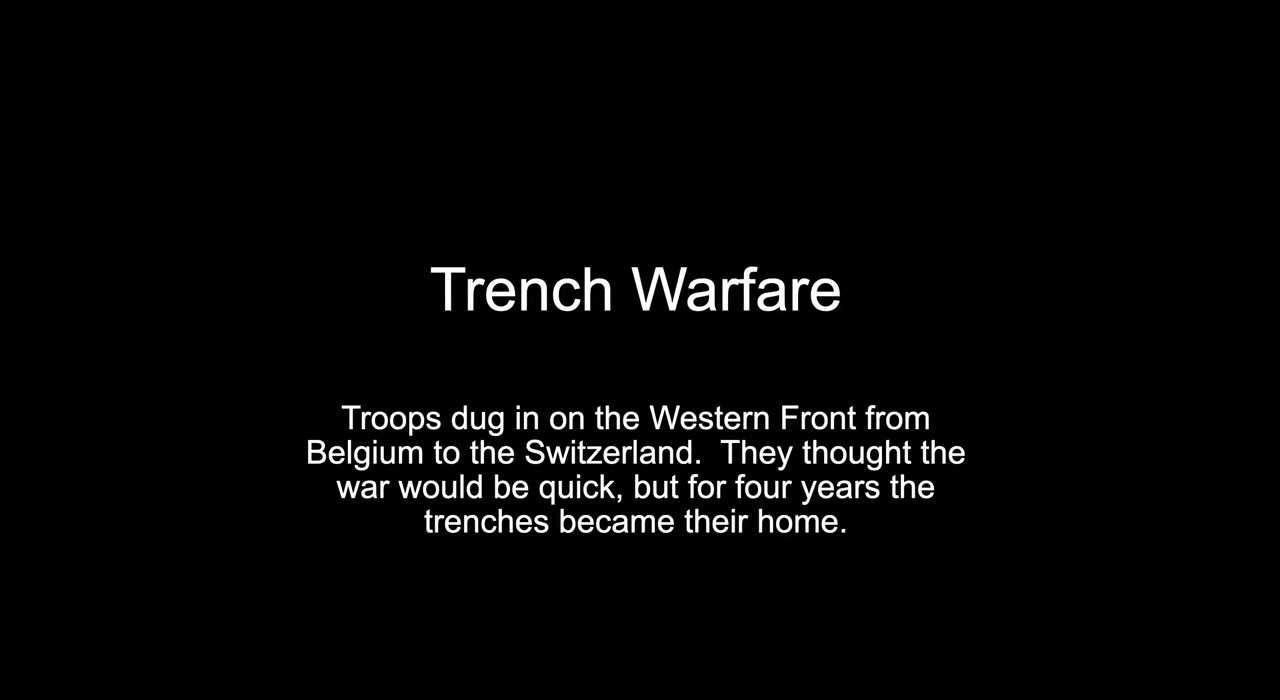 Trench Warfare
Troops dug in on the Western Front from
Belgium to the Switzerland.  They thought the
war would be quick, but for four years the
trenches became their home.